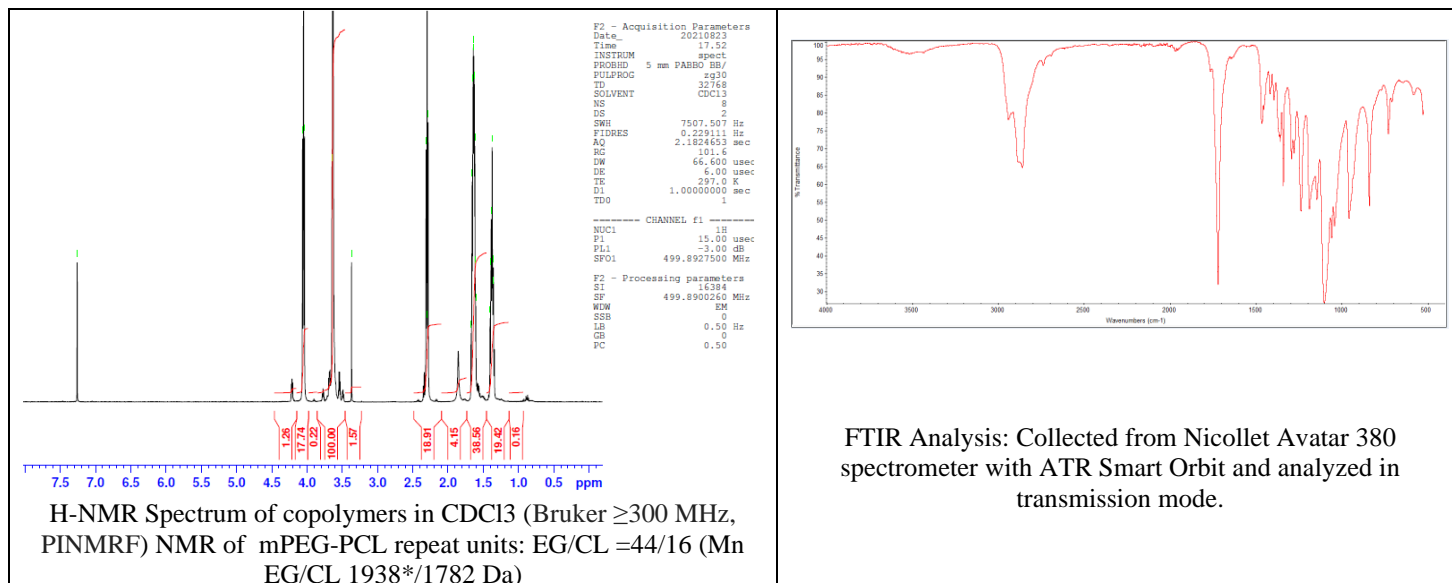 F2 - Acquisition Parameters
Date_ 20210823
Time 17.52
INSTRUM spect
PROBHD 5 mm PABBO BB/
PULPROG zg30
TD 32768
SOLVENT CDCl3
NS 8
DS 2
SWH 7507.507 Hz
FIDRES 0.229111 Hz
AQ 2.1824653 sec
RG 101.6
DW 66.600 usec
DE 6.00 usec
TE 297.0 K
D1 1.00000000 sec
TD0 1
======== CHANNEL f1 ========
NUC1 1H
P1 15.00 usec
PL1 -3.00 dB
SFO1 499.8927500 MHz
F2 - Processing parameters
SI 16384
SF 499.8900260 MHz
WDW EM
SSB 0
LB 0.50 Hz
GB 0
PC 0.50
1.26 17.74 0.22 100.00 1.57 18.91 4.15 38.56 19.42 0.16
7.5 7.0 6.5 6.0 5.5 5.0 4.5 4.0 3.5 3.0 2.5 2.0 1.5 1.0 0.5 ppm
H-NMR Spectrum of copolymers in CDCl3 (Bruker ≥300 MHz,
PINMRF) NMR of mPEG-PCL repeat units: EG/CL =44/16 (Mn
EG/CL 1938*/1782 Da)
100
95
90
85
80
75
70
65
60
55
50
45
40
35
30
% Transmittance
4000 3500 3000 2500 2000 1500 1000 500
Wavenumbers (cm-1)
FTIR Analysis: Collected from Nicollet Avatar 380
spectrometer with ATR Smart Orbit and analyzed in
transmission mode.